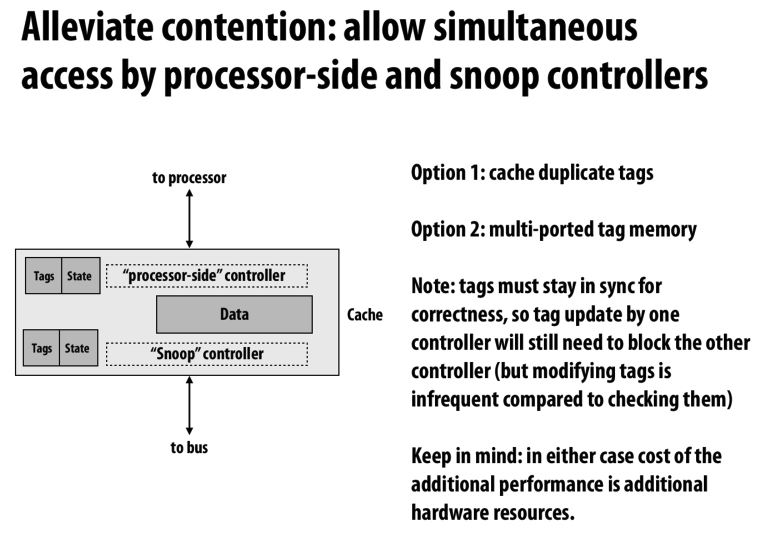 Alleviate contention: allow simultaneous
access by processor-side and snoop controllers
to processor
Tags
State
“processor-side” controller
Data
Cache
Tags
State
“Snoop” controller
to bus
Option 1: cache duplicate tags
Option 2: multi-ported tag memory
Note: tags must stay in sync for
correctness, so tag update by one
controller will still need to block the other
controller (but modifying tags is
infrequent compared to checking them)
Keep in mind: in either case cost of the
additional performance is additional
hardware resources.